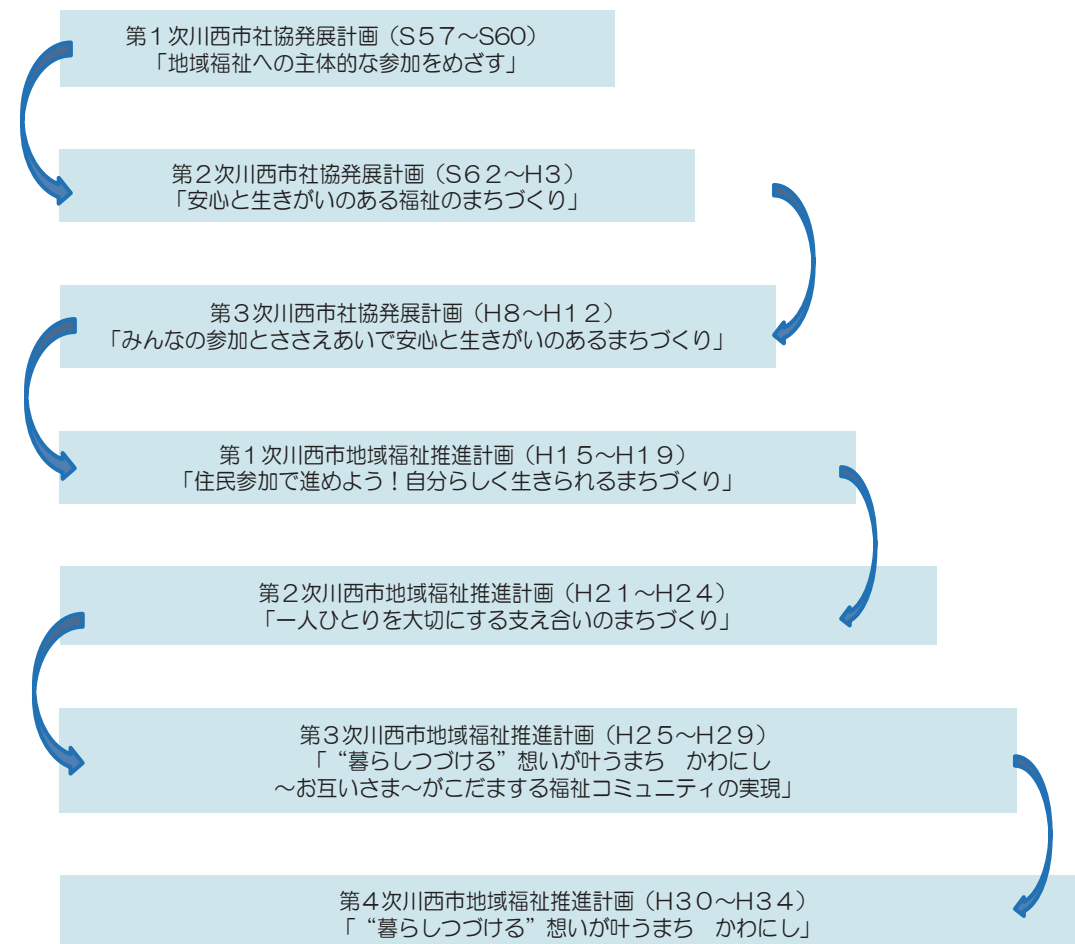 第１次川西市社協発展計画（Ｓ５７～Ｓ60）
「地域福祉への主体的な参加をめざす」
第２次川西市社協発展計画（Ｓ６２～Ｈ３）
「安心と生きがいのある福祉のまちづくり」
第３次川西市社協発展計画（Ｈ８～Ｈ１２）
「みんなの参加とささえあいで安心と生きがいのあるまちづくり」
第１次川西市地域福祉推進計画（Ｈ１５～Ｈ１９）
「住民参加で進めよう！自分らしく生きられるまちづくり」
第２次川西市地域福祉推進計画（Ｈ２１～Ｈ２４）
「一人ひとりを大切にする支え合いのまちづくり」
第３次川西市地域福祉推進計画（Ｈ２５～Ｈ２９）
「“暮らしつづける”想いが叶うまち　かわにし
～お互いさま～がこだまする福祉コミュニティの実現」
第４次川西市地域福祉推進計画（Ｈ３０～Ｈ３４）
「“暮らしつづける”想いが叶うまち　かわにし」